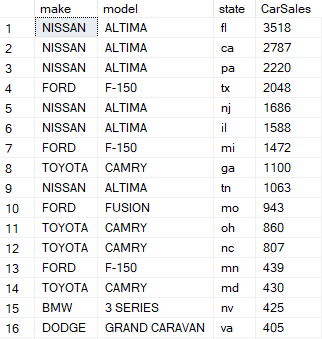 make model state CarSales
1 NISSAN ALTIMA fl 3518
2 NISSAN ALTIMA ca 2787
3 NISSAN ALTIMA pa 2220
4 FORD F-150 tx 2048
5 NISSAN ALTIMA nj 1686
6 NISSAN ALTIMA il 1588
7 FORD F-150 mi 1472
8 TOYOTA CAMRY ga 1100
9 NISSAN ALTIMA tn 1063
10 FORD FUSION mo 943
11 TOYOTA CAMRY oh 860
12 TOYOTA CAMRY nc 807
13 FORD F-150 mn 439
14 TOYOTA CAMRY md 430
15 BMW 3 SERIES nv 425
16 DODGE GRAND CARAVAN va 405